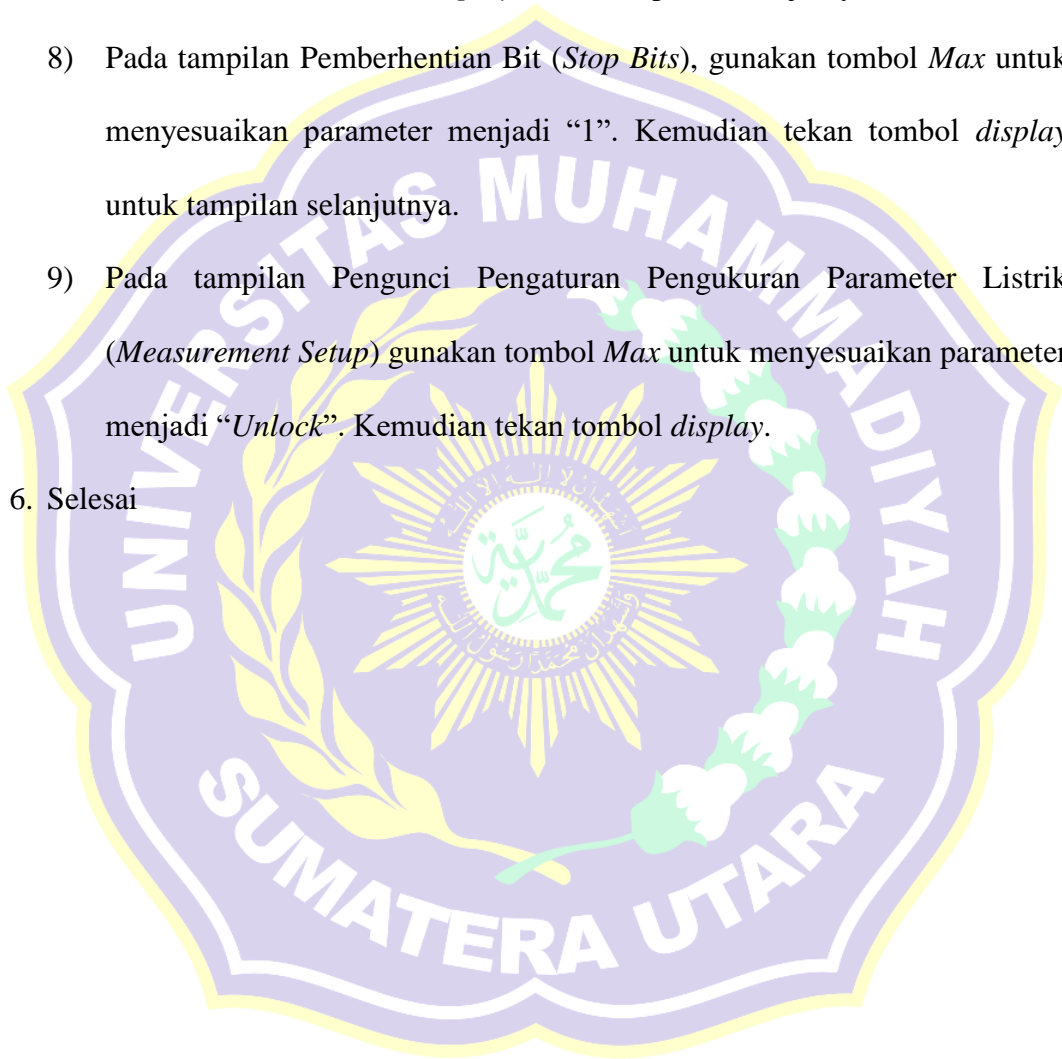 8) Pada tampilan Pemberhentian Bit (Stop Bits), gunakan tombol Max untuk
menyesuaikan parameter menjadi “1”. Kemudian tekan tombol display
untuk tampilan selanjutnya.
9) Pada tampilan Pengunci Pengaturan Pengukuran Parameter Listrik
(Measurement Setup) gunakan tombol Max untuk menyesuaikan parameter
menjadi “Unlock”. Kemudian tekan tombol display.
6. Selesai
UNIVERSITAS MUHAMMADIYAH
SUMATERA UTARA
محمدية